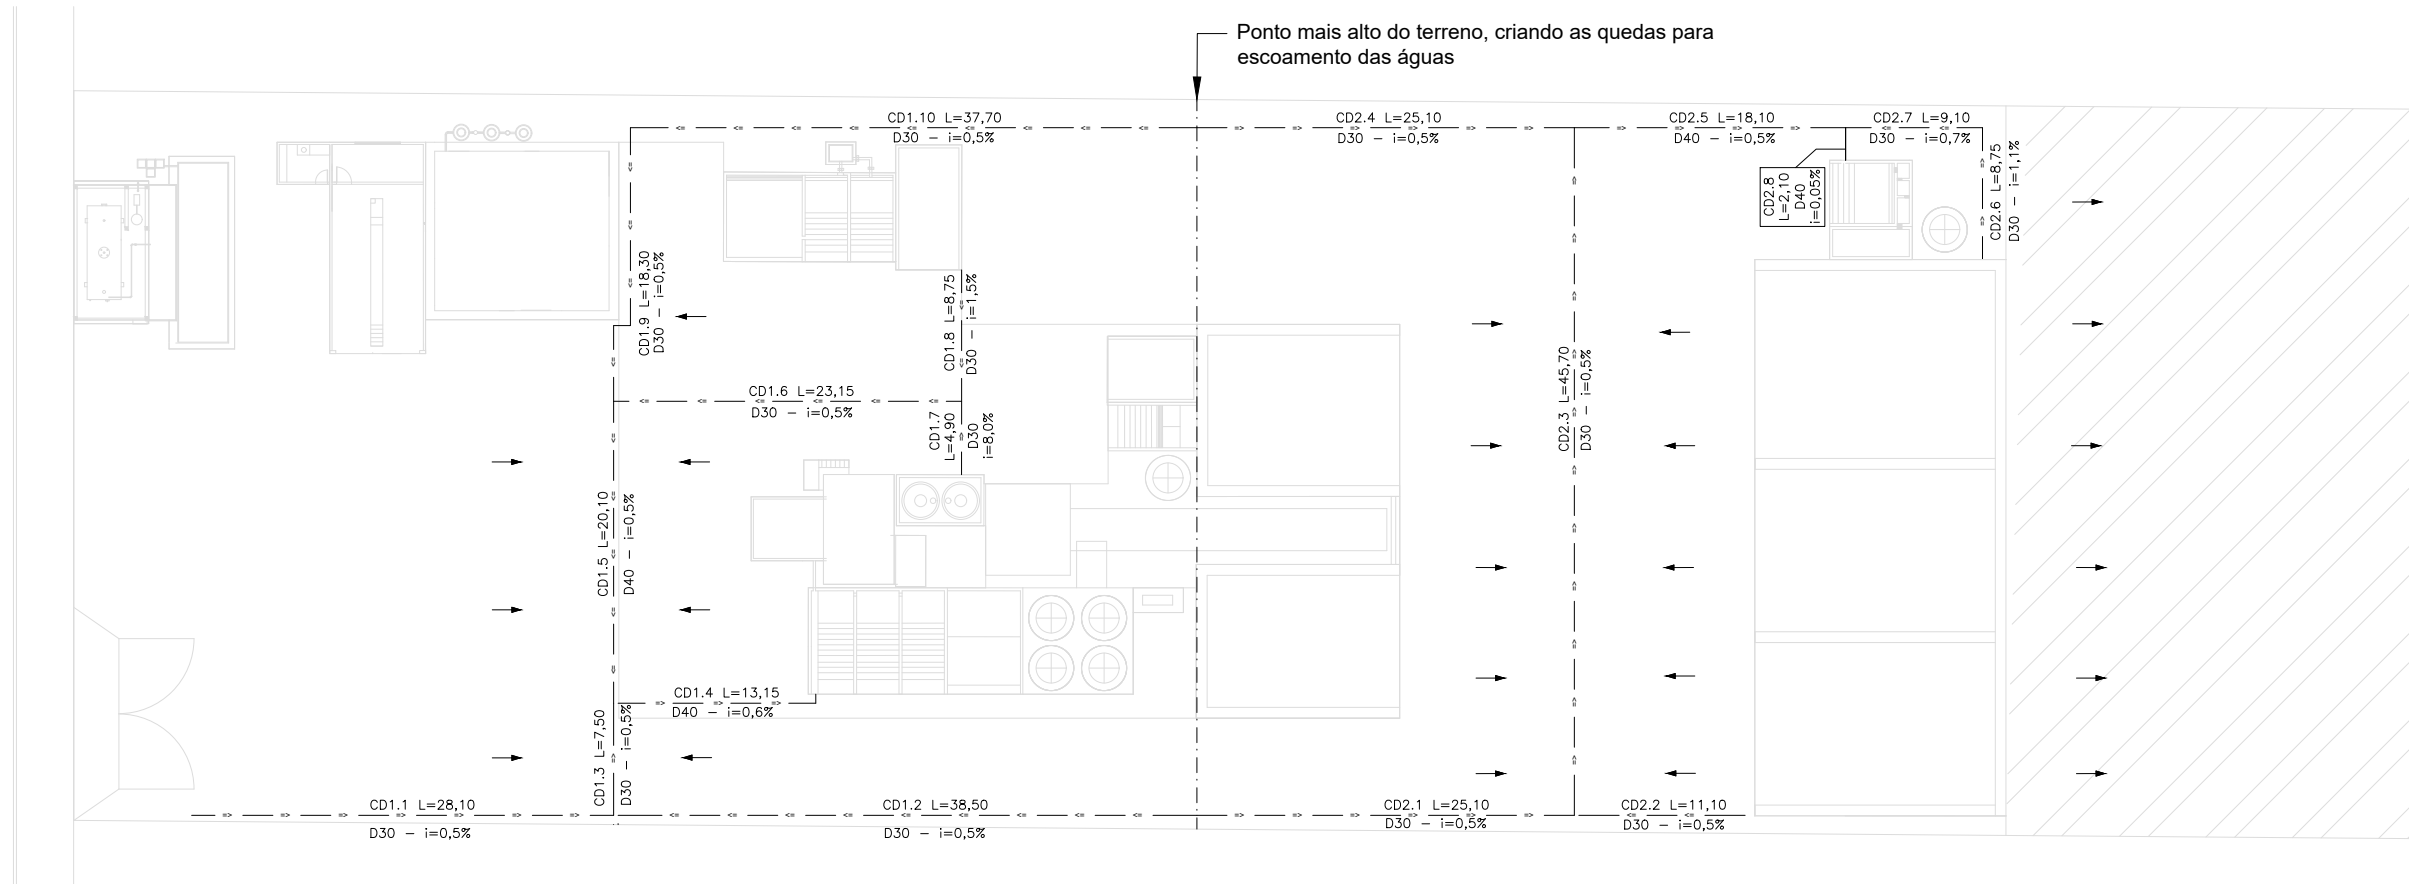 Ponto mais alto do terreno, criando as quedas para
escoamento das águas
CD1.10 L=37,70
D30 - i=0,5%
CD2.4 L=25,10
D30 - i=0,5%
CD2.5 L=18,10
D40 - i=0,5%
CD2.7 L=9,10
D30 - i=0,7%
CD2.8
L=2,10
D40
i=0,05%
CD2.6 L=8,75
D30 - i=1,1%
CD1.9 L=18,30
D30 - i=0,5%
CD1.8 L=8,75
D30 - i=1,5%
CD1.6 L=23,15
D30 - i=0,5%
CD1.7
L=4,90
D30
i=8,0%
CD2.3 L=45,70
D30 - i=0,5%
CD1.5 L=20,10
D40 - i=0,5%
CD1.4 L=13,15
D40 - i=0,6%
CD1.3 L=7,50
D30 - i=0,5%
CD1.1 L=28,10
D30 - i=0,5%
CD1.2 L=38,50
D30 - i=0,5%
CD2.1 L=25,10
D30 - i=0,5%
CD2.2 L=11,10
D30 - i=0,5%